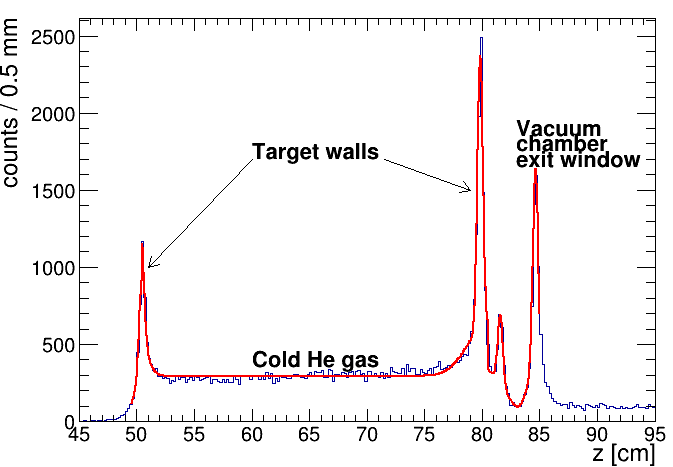 counts / 0.5 mm
2500
2000
1500
1000
500
0
Target walls
Vacuum
chamber
exit window
Cold He gas
45 50 55 60 65 70 75 80 85 90 95
z [cm]